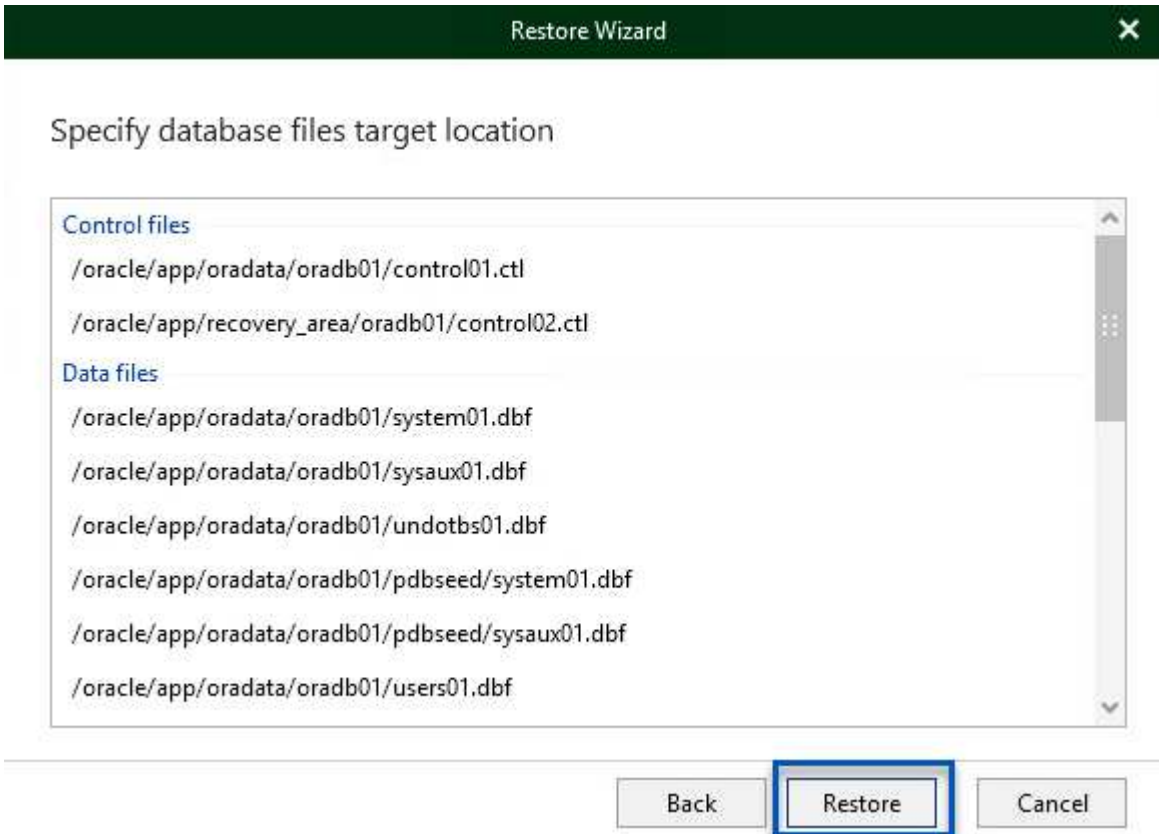 Restore Wizard
Specify database files target location
Control files
/oracle/app/oradata/oradb01/control01.ctl
/oracle/app/recovery_area/oradb01/control02.ctl
Data files
/oracle/app/oradata/oradb01/system01.dbf
/oracle/app/oradata/oradb01/sysaux01.dbf
/oracle/app/oradata/oradb01/undotbs01.dbf
/oracle/app/oradata/oradb01/pdbseed/system01.dbf
/oracle/app/oradata/oradb01/pdbseed/sysaux01.dbf
/oracle/app/oradata/oradb01/users01.dbf
Back Restore Cancel